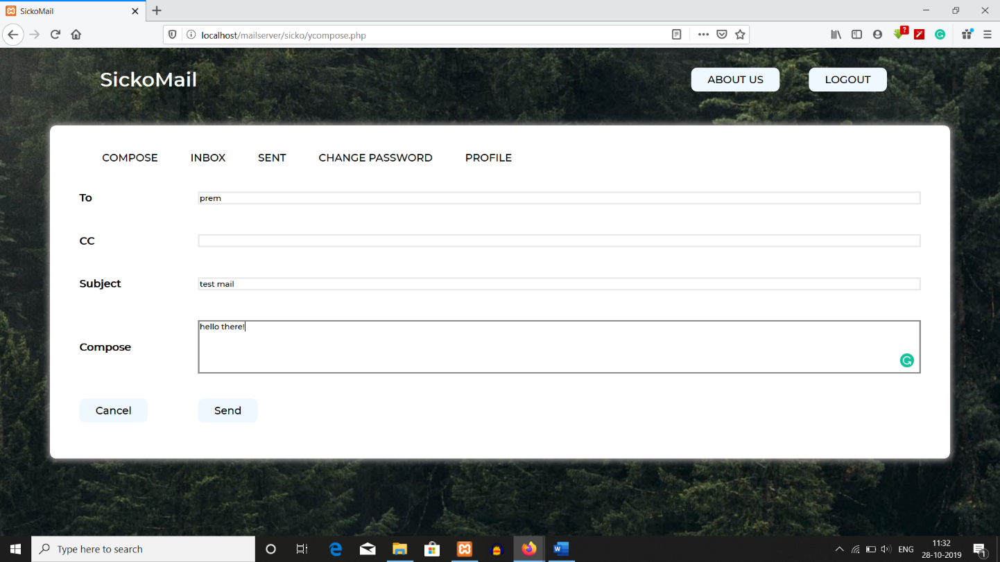 SickoMail
localhost/mailserver/sicko/ycompose.php
?
SickoMail
ABOUT US
LOGOUT
COMPOSE INBOX SENT CHANGE PASSWORD PROFILE
To
prem
CC
Subject
test mail
Compose
hello there!
Cancel
Send
Type here to search
ENG
11:32
28-10-2019
1